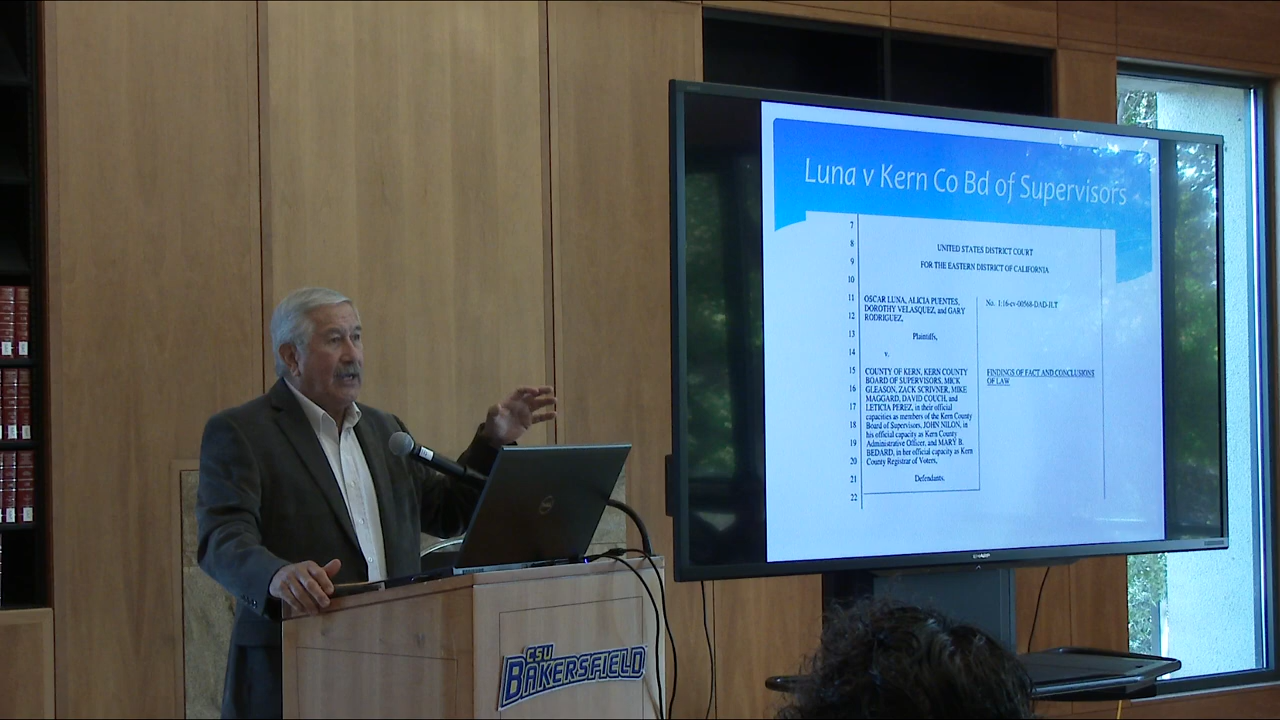 Luna v Kern Co Bd of Supervisors
7
8
UNITED STATES DISTRICT COURT
9
FOR THE EASTERN DISTRICT OF CALIFORNIA
10
11
OSCAR LUNA, ALICIA PUENTES,
No. 1:16-cv-00568-DAD-JLT
DOROTHY VELASQUEZ, and GARY
12
RODRIGUEZ,
13
Plaintiffs,
14
v.
15
COUNTY OF KERN, KERN COUNTY
FINDINGS OF FACT AND CONCLUSIONS
BOARD OF SUPERVISORS, MICK
OF LAW
16
GLEASON, ZACK SCRIVNER, MIKE
MAGGARD, DAVID COUCH, and
17
LETICIA PEREZ, in their official
capacities as members of the Kern County
18
Board of Supervisors, JOHN NILON, in
his official capacity as Kern County
19
Administrative Officer, and MARY B.
BEDARD, in her official capacity as Kern
20
County Registrar of Voters,
21
Defendants.
22
SHARP
DELL
CSU
BAKERSFIELD